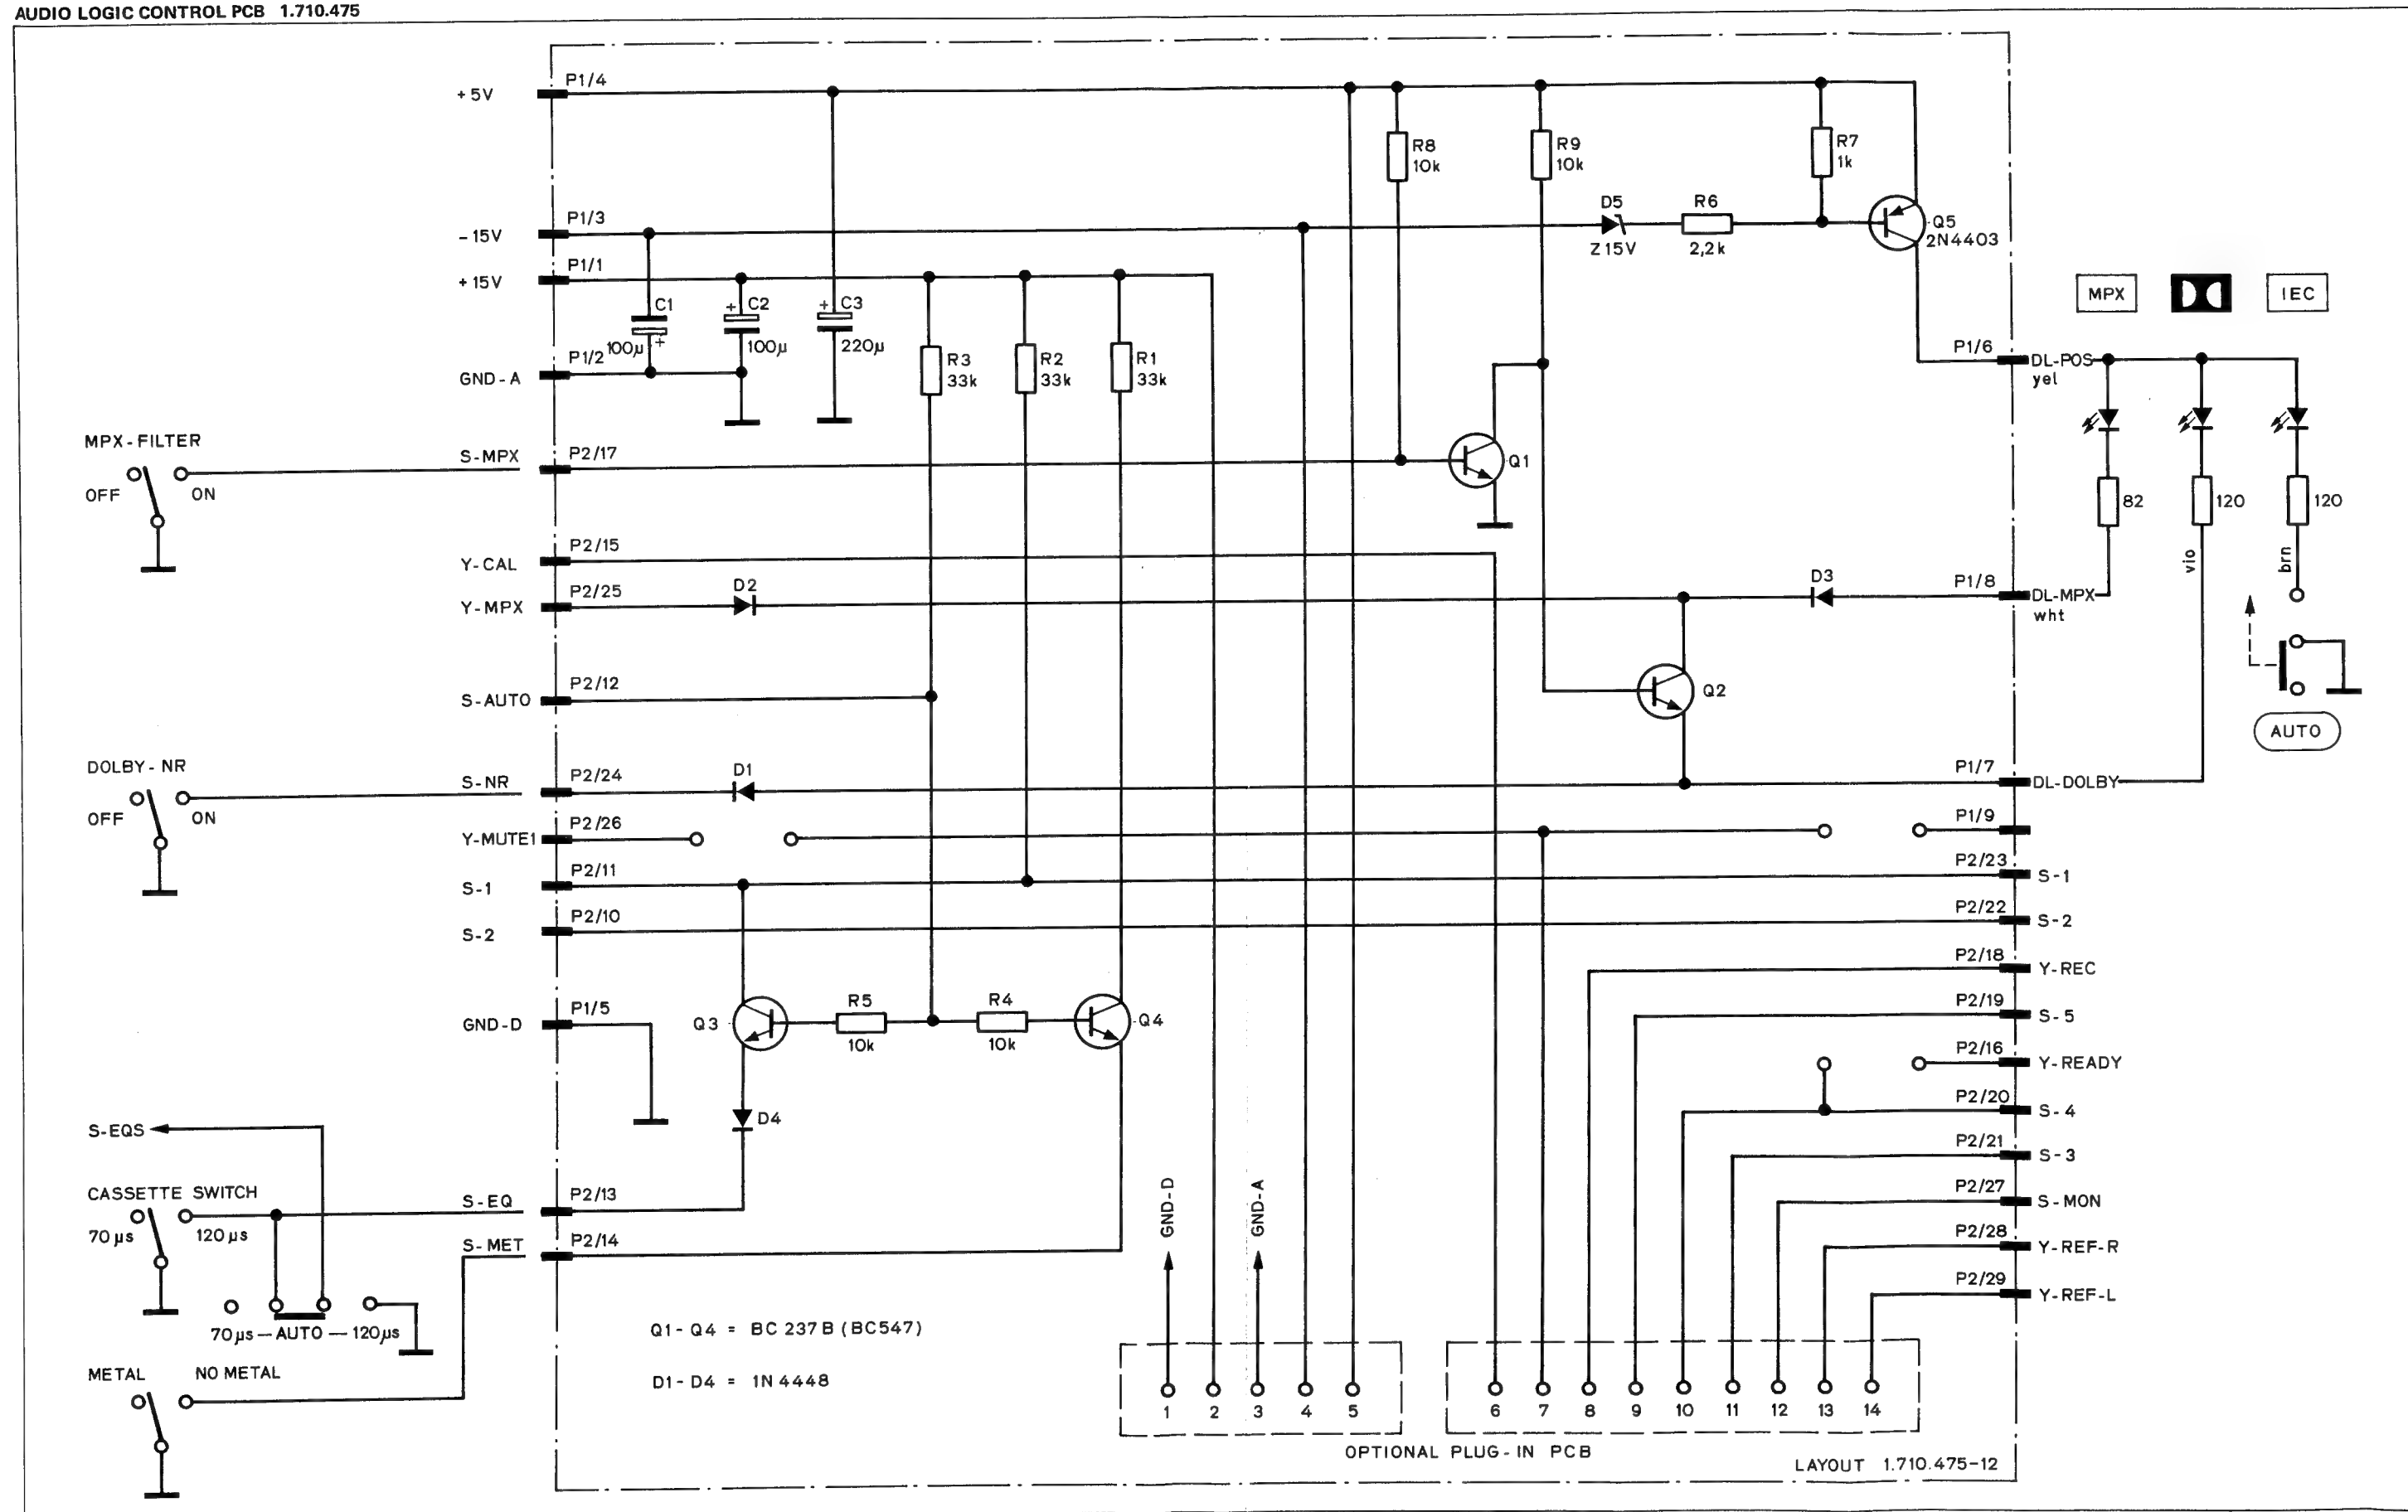 AUDIO LOGIC CONTROL PCB 1.710.475
+5V
P1/4
R8
10k
R9
10k
R7
1k
-15V
P1/3
D5
Z15V
R6
2,2k
Q5
2N4403
+15V
P1/1
C1
100µ
+
+
C2
100µ
+
C3
220µ
MPX
IEC
GND-A
P1/2
R3
33k
R2
33k
R1
33k
P1/6
DL-POS
yel
MPX-FILTER
OFF
ON
S-MPX
P2/17
Q1
82
120
120
Y-CAL
P2/15
vio
brn
Y-MPX
P2/25
D2
D3
P1/8
DL-MPX
wht
S-AUTO
P2/12
Q2
AUTO
DOLBY-NR
OFF
ON
S-NR
P2/24
D1
P1/7
DL-DOLBY
Y-MUTE1
P2/26
P1/9
S-1
P2/11
P2/23
S-1
S-2
P2/10
P2/22
S-2
P2/18
Y-REC
GND-D
P1/5
Q3
R5
10k
R4
10k
Q4
P2/19
S-5
P2/16
Y-READY
D4
P2/20
S-4
S-EQS
P2/21
S-3
CASSETTE SWITCH
70µs
120µs
S-EQ
P2/13
GND-D
GND-A
P2/27
S-MON
S-MET
P2/14
P2/28
Y-REF-R
P2/29
Y-REF-L
70µs—AUTO—120µs
Q1-Q4 = BC 237B (BC547)
METAL
NO METAL
D1-D4 = 1N 4448
1 2 3 4 5
6 7 8 9 10 11 12 13 14
OPTIONAL PLUG-IN PCB
LAYOUT 1.710.475-12